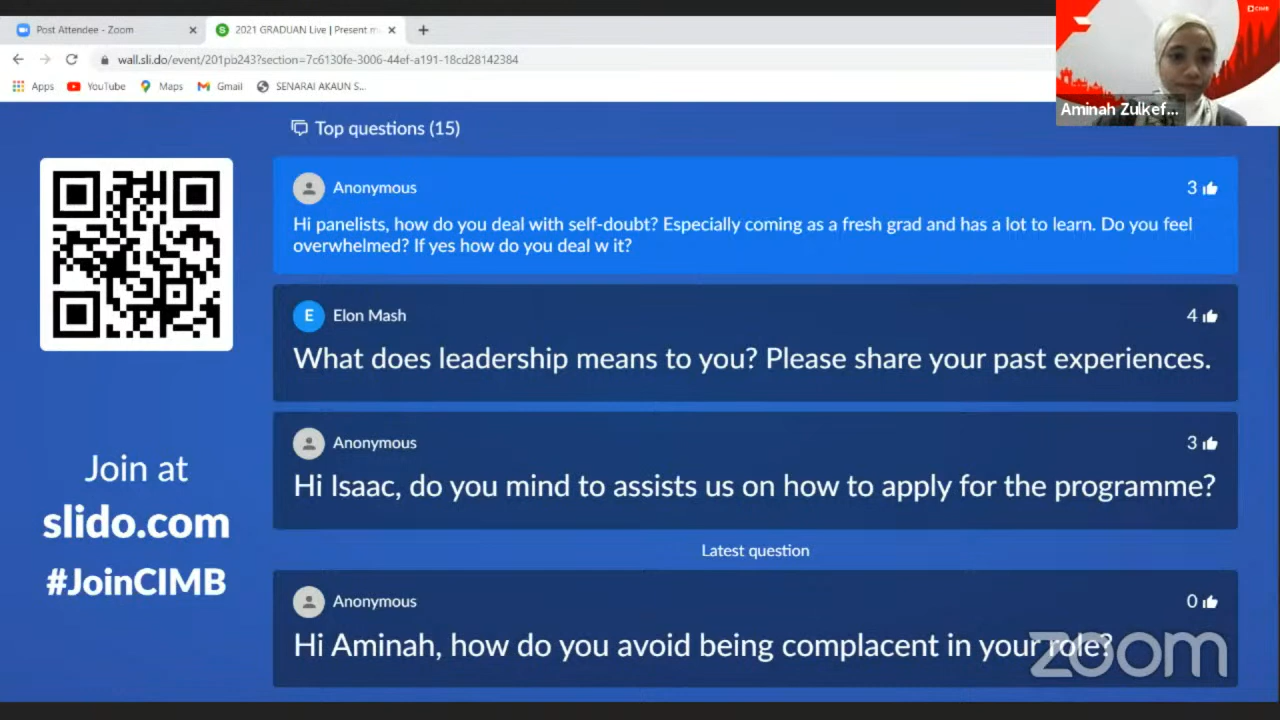 Post Attendee - Zoom
2021 GRADUAN Live | Present m
wall.sli.do/event/201pb243?section=7c6130fe-3006-44ef-a191-18cd28142384
Apps YouTube Maps Gmail SENARAI AKAUN S...
CIMB
Aminah Zulkef...
Top questions (15)
Anonymous 3
Hi panelists, how do you deal with self-doubt? Especially coming as a fresh grad and has a lot to learn. Do you feel
overwhelmed? If yes how do you deal w it?
E Elon Mash 4
What does leadership means to you? Please share your past experiences.
Anonymous 3
Hi Isaac, do you mind to assists us on how to apply for the programme?
Latest question
Anonymous 0
Hi Aminah, how do you avoid being complacent in your role?
Join at
slido.com
#JoinCIMB
zoom